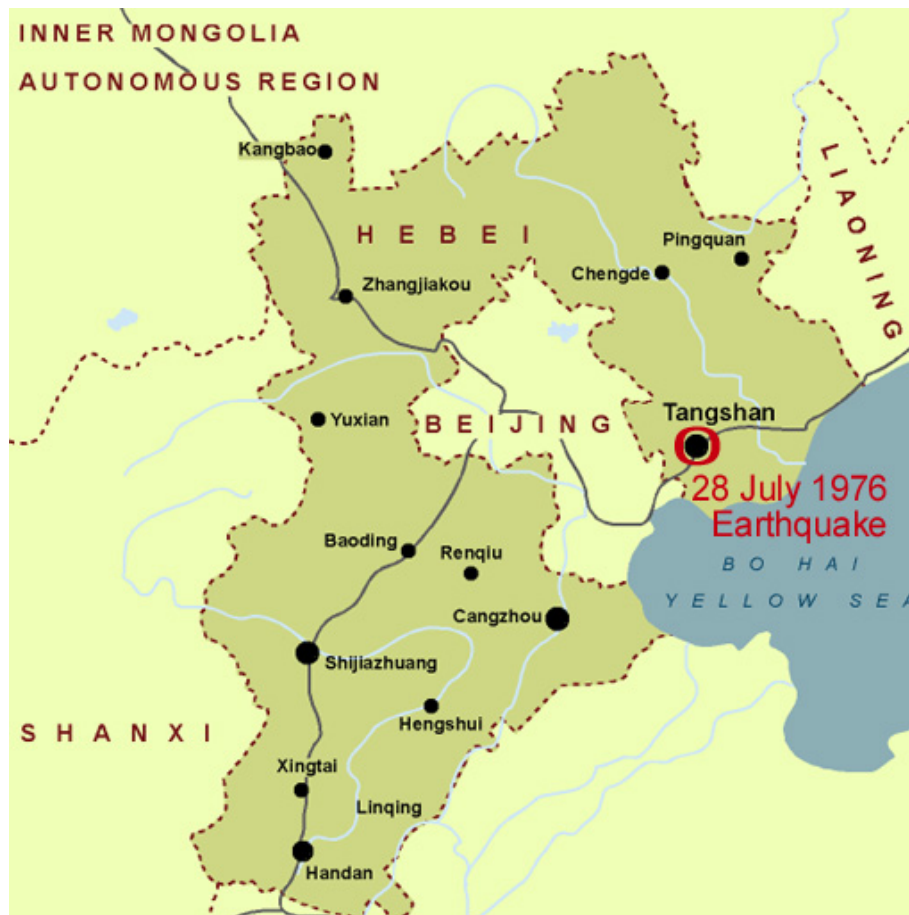 INNER MONGOLIA
AUTONOMOUS REGION
Kangbao
LIAONING
HEBEI
Pingquan
Chengde
Zhangjiakou
Tangshan
Yuxian
BEIJING
28 July 1976
Earthquake
Baoding
Renqiu
BO HAI
YELLOW SEA
Cangzhou
Shijiazhuang
Hengshui
SHANXI
Xingtai
Linqing
Handan